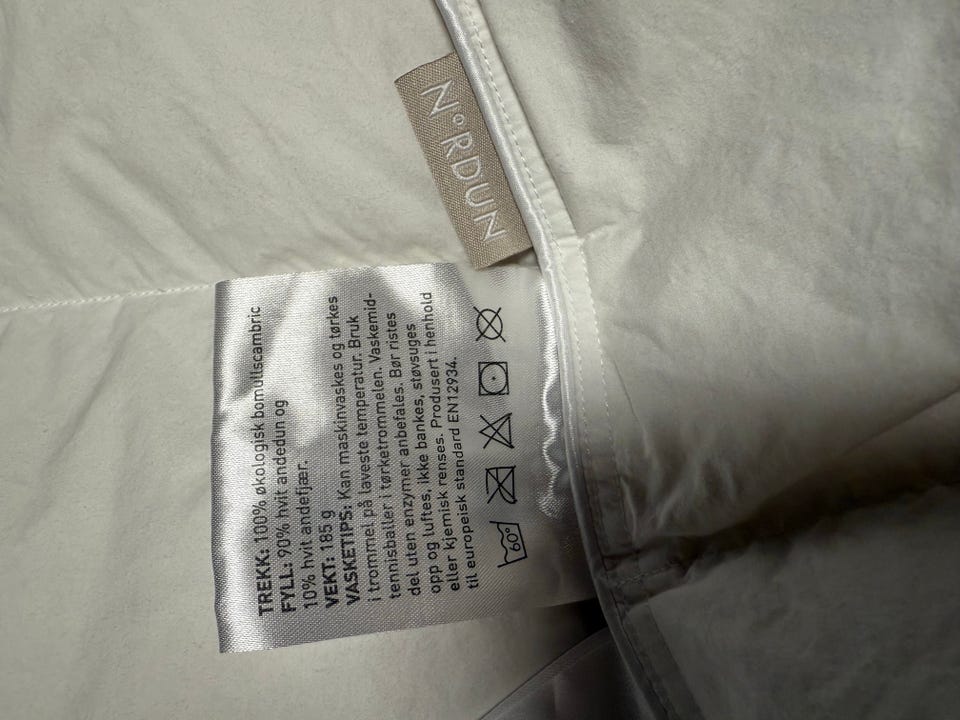 N°RDUN
TREKK: 100% økologisk bomullscambric
FYLL: 90% hvit andedun og
10% hvit andefjær.
VEKT: 185 g
VASKETIPS: Kan maskinvaskes og tørkes
i trommel på laveste temperatur. Bruk
tennisballer i tørketrommelen. Vaskemid-
del uten enzymer anbefales. Bør ristes
opp og luftes, ikke bankes, støvsuges
eller kjemisk renses. Produsert i henhold
til europeisk standard EN12934.
60°